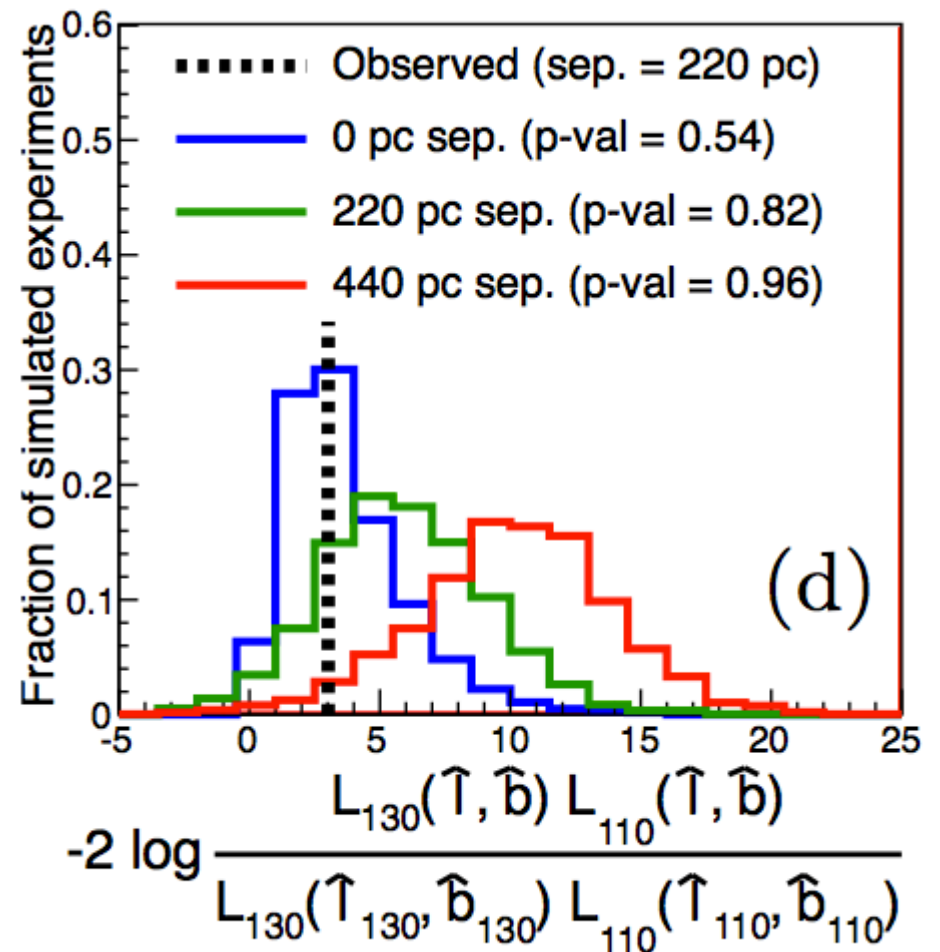 Fraction of simulated experiments
0.6
0.5
0.4
0.3
0.2
0.1
0
Observed (sep. = 220 pc)
0 pc sep. (p-val = 0.54)
220 pc sep. (p-val = 0.82)
440 pc sep. (p-val = 0.96)
(d)
-5 0 5 10 15 20 25
L₁₃₀(l̂, b̂) L₁₁₀(l̂, b̂)
-2 log
L₁₃₀(l̂₁₃₀, b̂₁₃₀) L₁₁₀(l̂₁₁₀, b̂₁₁₀)